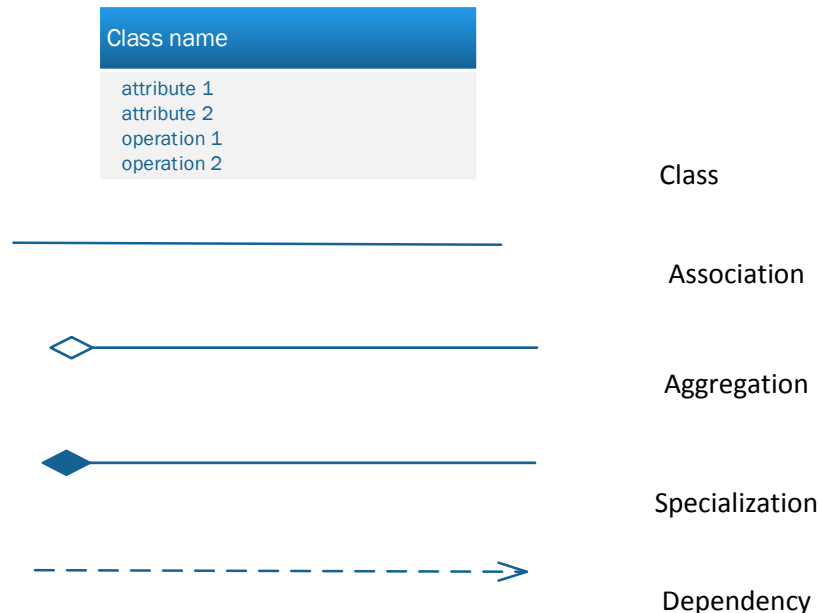 Class name
attribute 1
attribute 2
operation 1
operation 2
Class
Association
Aggregation
Specialization
Dependency